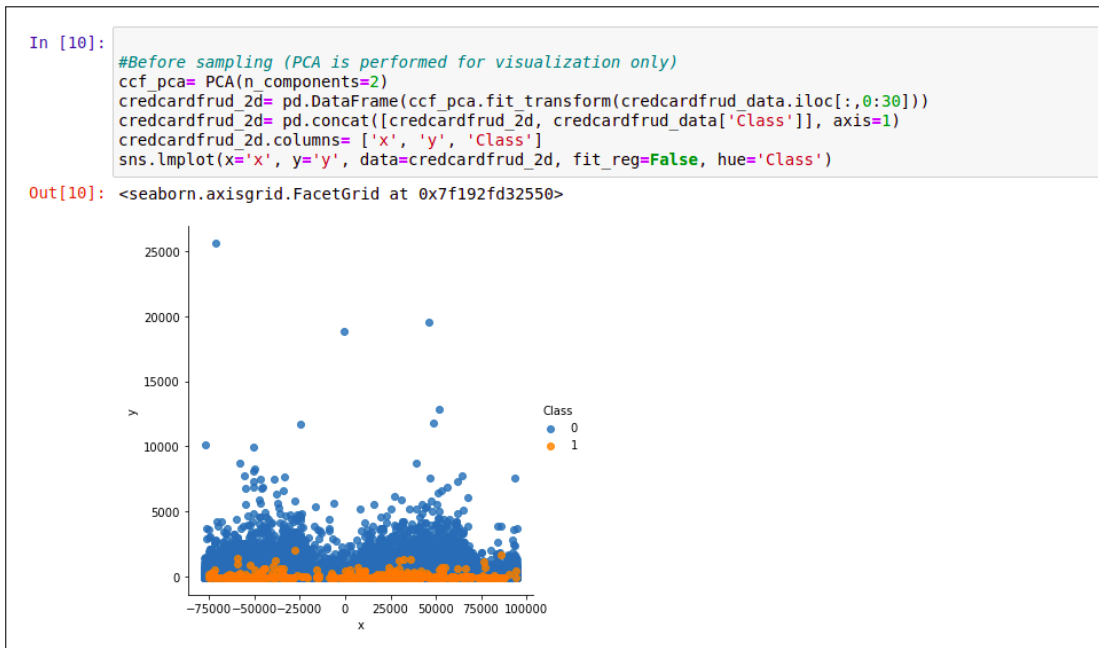 In [10]:
#Before sampling (PCA is performed for visualization only)
ccf_pca= PCA(n_components=2)
credcardfrud_2d= pd.DataFrame(ccf_pca.fit_transform(credcardfrud_data.iloc[:,0:30]))
credcardfrud_2d= pd.concat([credcardfrud_2d, credcardfrud_data['Class']], axis=1)
credcardfrud_2d.columns= ['x', 'y', 'Class']
sns.lmplot(x='x', y='y', data=credcardfrud_2d, fit_reg=False, hue='Class')
Out[10]: <seaborn.axisgrid.FacetGrid at 0x7f192fd32550>
25000
20000
15000
10000
5000
0
y
Class
0
1
−75000 −50000 −25000 0 25000 50000 75000 100000
x